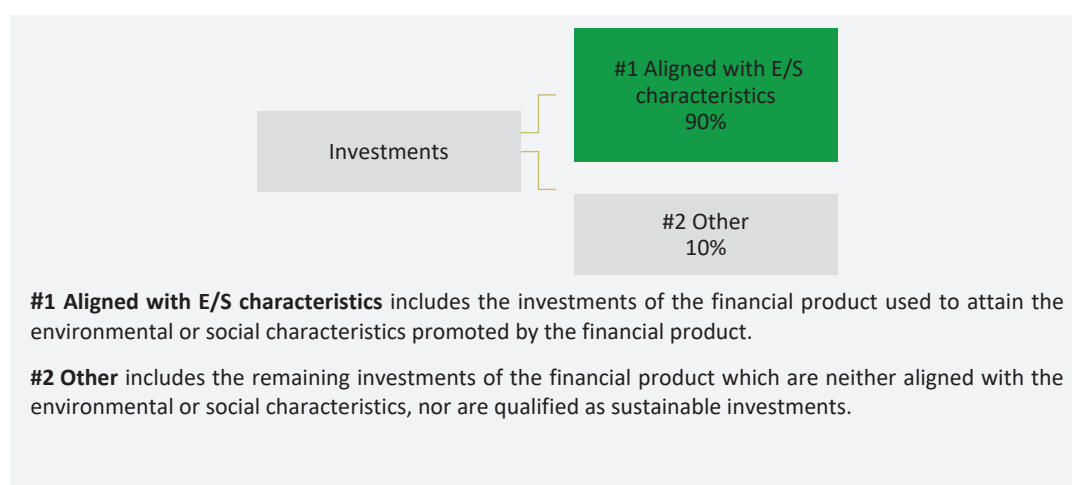 #1 Aligned with E/S
characteristics
90%
Investments
#2 Other
10%
#1 Aligned with E/S characteristics includes the investments of the financial product used to attain the
environmental or social characteristics promoted by the financial product.
#2 Other includes the remaining investments of the financial product which are neither aligned with the
environmental or social characteristics, nor are qualified as sustainable investments.